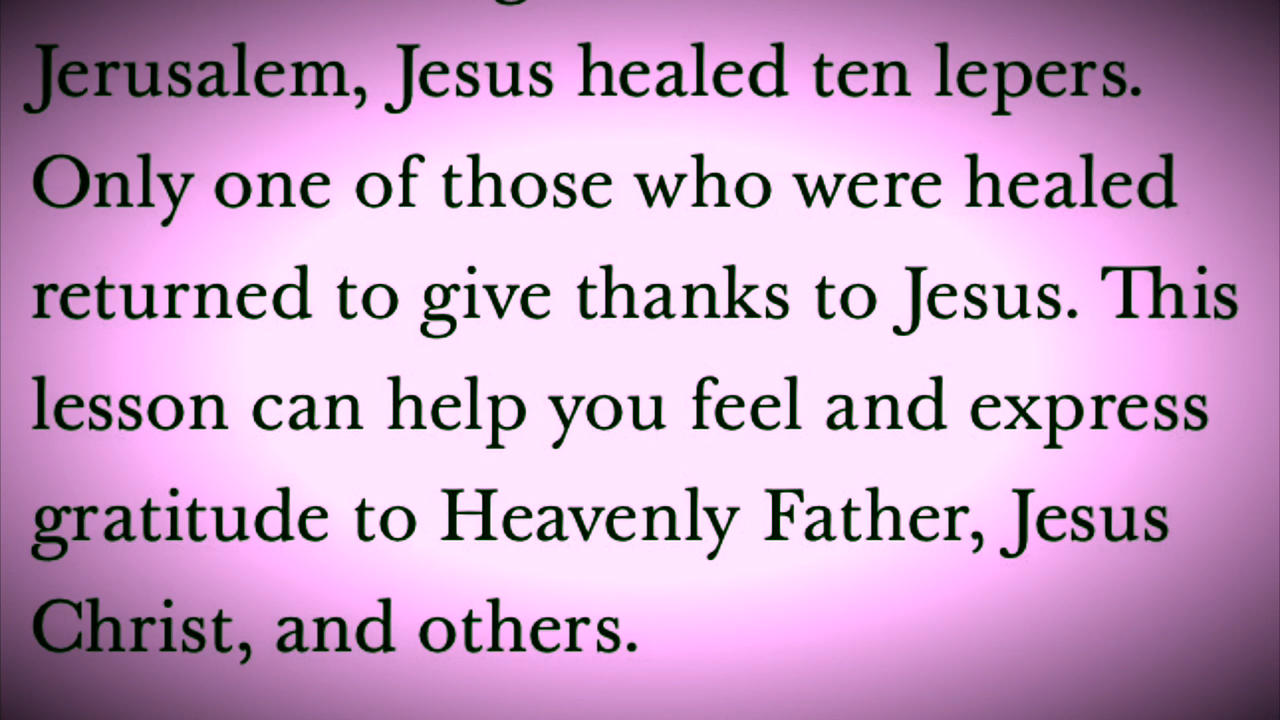 Jerusalem, Jesus healed ten lepers.
Only one of those who were healed
returned to give thanks to Jesus. This
lesson can help you feel and express
gratitude to Heavenly Father, Jesus
Christ, and others.